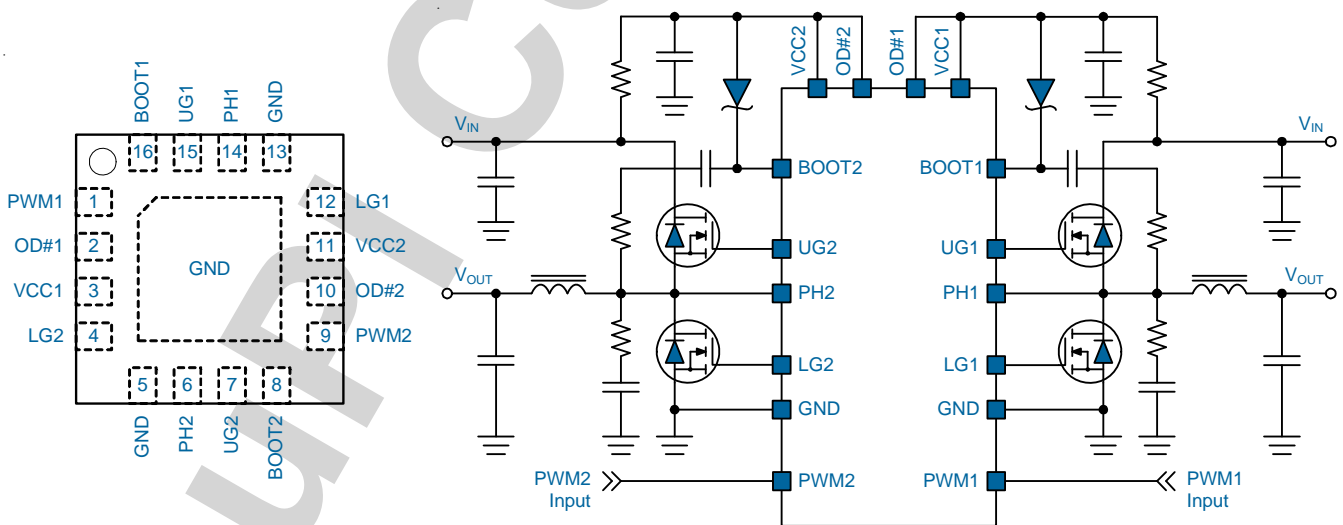 BOOT1
UG1
PH1
GND
16
15
14
13
PWM1
1
OD#1
2
VCC1
3
LG2
4
GND
12
LG1
11
VCC2
10
OD#2
9
PWM2
5
6
7
8
GND
PH2
UG2
BOOT2
VCC2
OD#2
OD#1
VCC1
VIN
VIN
BOOT2
BOOT1
UG2
UG1
VOUT
PH2
PH1
VOUT
LG2
LG1
GND
GND
PWM2
Input
PWM2
PWM1
PWM1
Input
uPI C